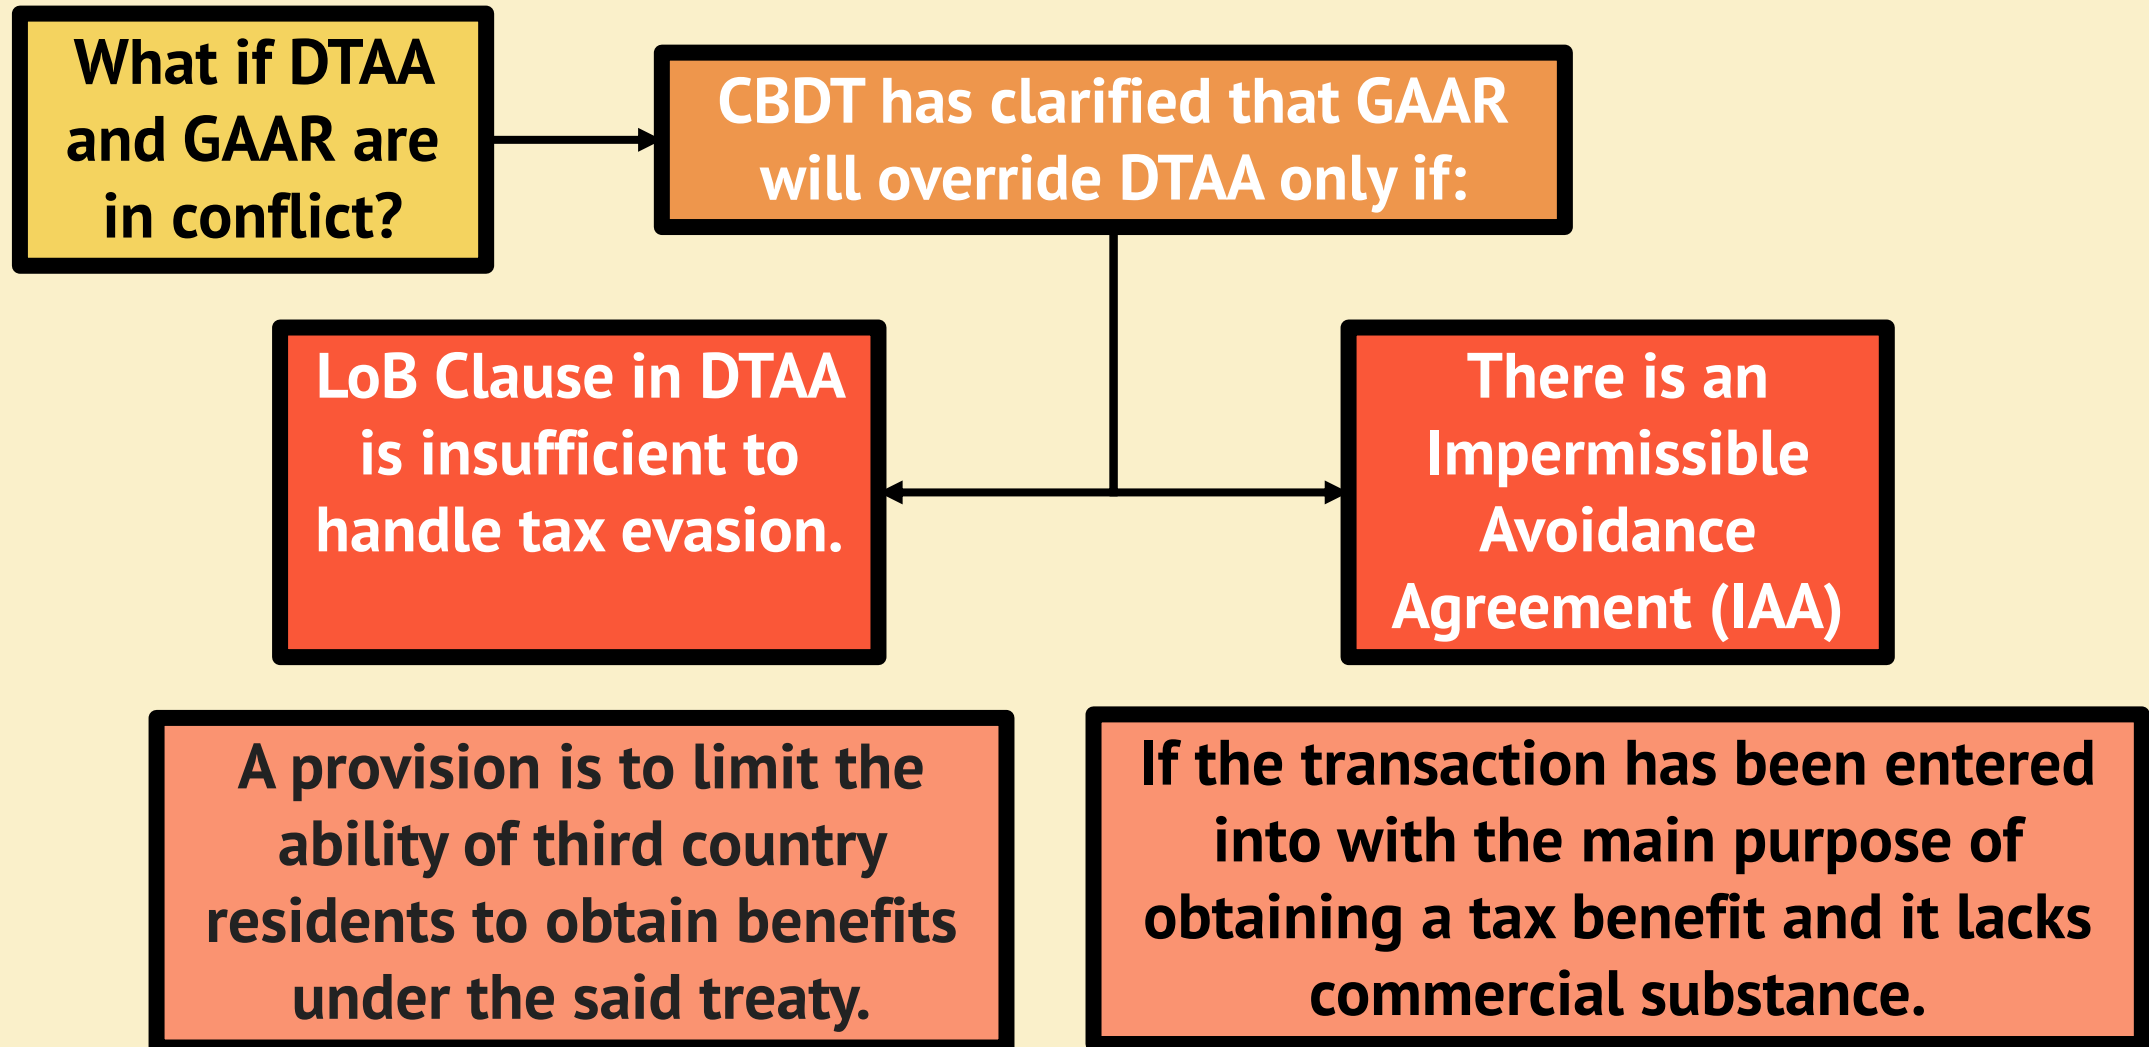 What if DTAA
and GAAR are
in conflict?
CBDT has clarified that GAAR
will override DTAA only if:
LoB Clause in DTAA
is insufficient to
handle tax evasion.
There is an
Impermissible
Avoidance
Agreement (IAA)
A provision is to limit the
ability of third country
residents to obtain benefits
under the said treaty.
If the transaction has been entered
into with the main purpose of
obtaining a tax benefit and it lacks
commercial substance.